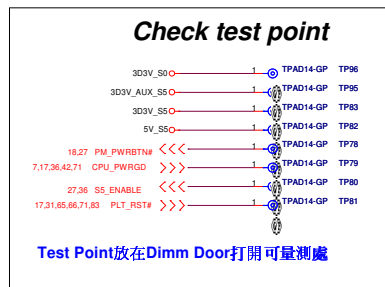 Check test point
3D3V_S0 1 TPAD14-GP TP96
3D3V_AUX_S5 1 TPAD14-GP TP95
3D3V_S5 1 TPAD14-GP TP83
5V_S5 1 TPAD14-GP TP82
18,27 PM_PWRBTN# 1 TPAD14-GP TP78
7,17,36,42,71 CPU_PWRGD 1 TPAD14-GP TP79
27,36 S5_ENABLE 1 TPAD14-GP TP80
17,31,65,66,71,83 PLT_RST# 1 TPAD14-GP TP81
Test Point放在Dimm Door打開可量測處